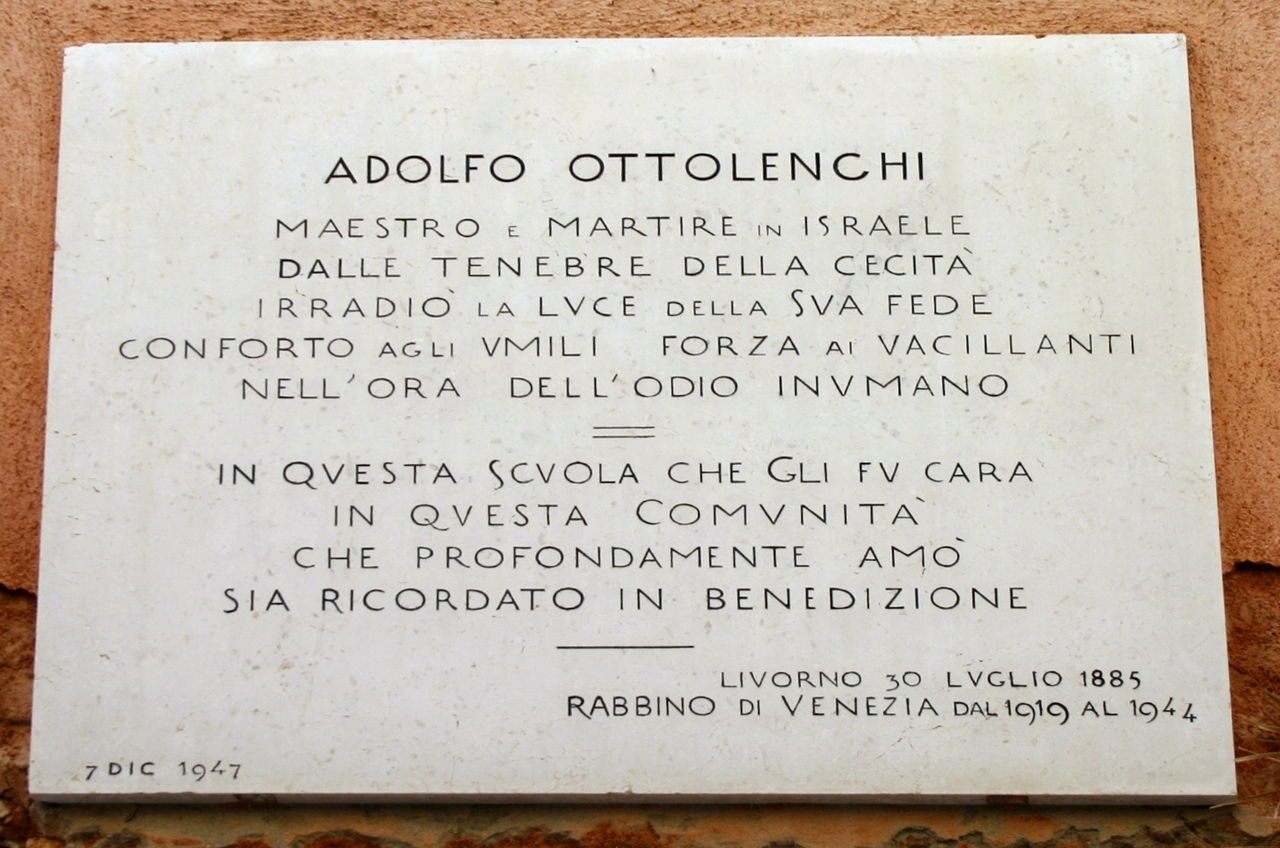 ADOLFO OTTOLENGHI
MAESTRO E MARTIRE IN ISRAELE
DALLE TENEBRE DELLA CECITÀ
IRRADIÒ LA LVCE DELLA SVA FEDE
CONFORTO AGLI VMILI FORZA AI VACILLANTI
NELL'ORA DELL'ODIO INVMANO
IN QVESTA SCVOLA CHE GLI FV CARA
IN QVESTA COMVNITÀ
CHE PROFONDAMENTE AMÒ
SIA RICORDATO IN BENEDIZIONE
LIVORNO 30 LVGLIO 1885
RABBINO DI VENEZIA DAL 1919 AL 1944
7 DIC 1947